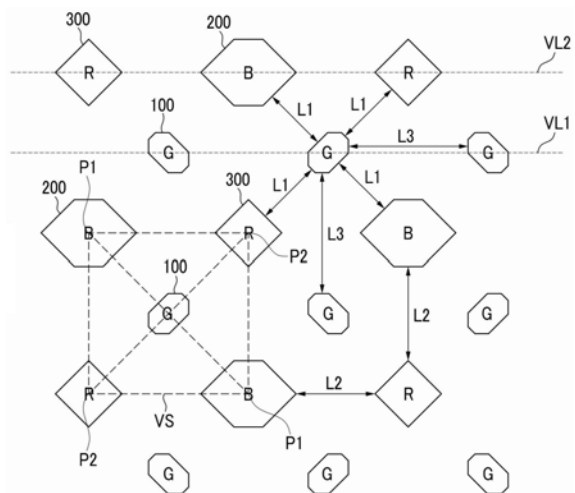 300 200 VL2
R B R
L1 L1
100 VL1
G G L3 G
P1 L1 L1
200 300
B R B
P2 L3
100
G G G
L2
R B L2 R
VS
P2 P1
G G G